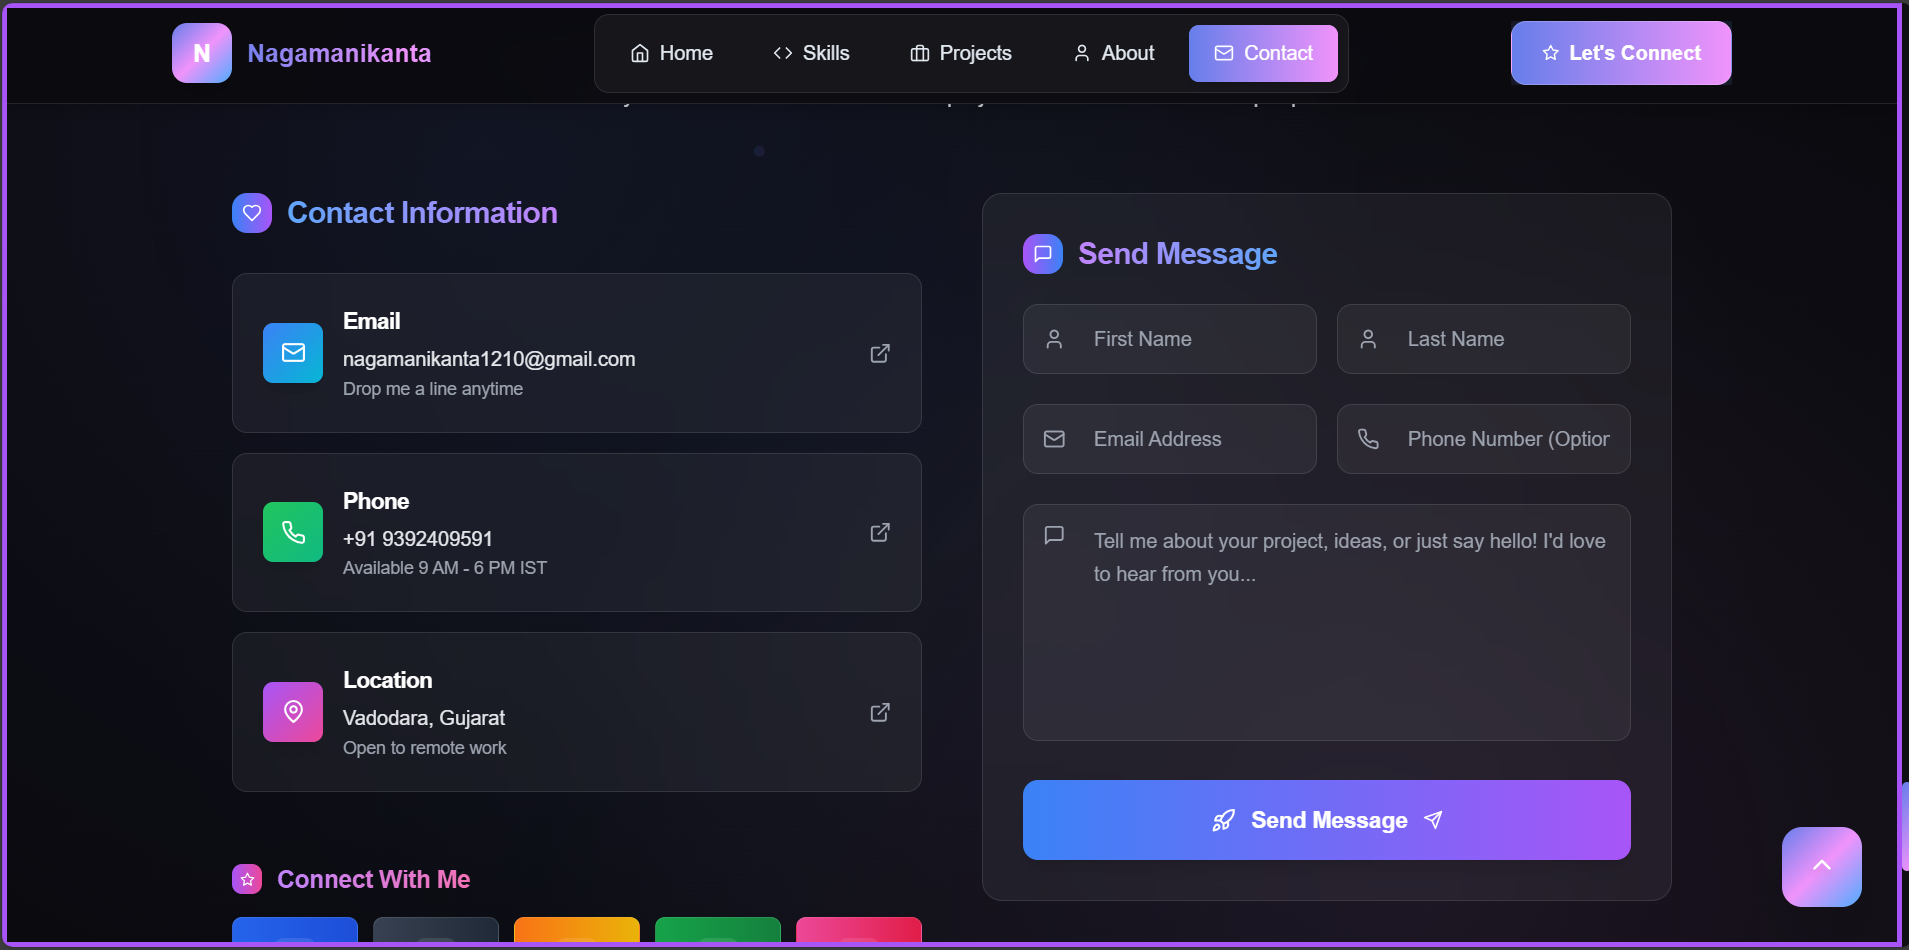 N Nagamanikanta
Home Skills Projects About Contact
Let's Connect
Contact Information
Email
nagamanikanta1210@gmail.com
Drop me a line anytime
Phone
+91 9392409591
Available 9 AM - 6 PM IST
Location
Vadodara, Gujarat
Open to remote work
Connect With Me
Send Message
First Name
Last Name
Email Address
Phone Number (Option
Tell me about your project, ideas, or just say hello! I'd love
to hear from you...
Send Message